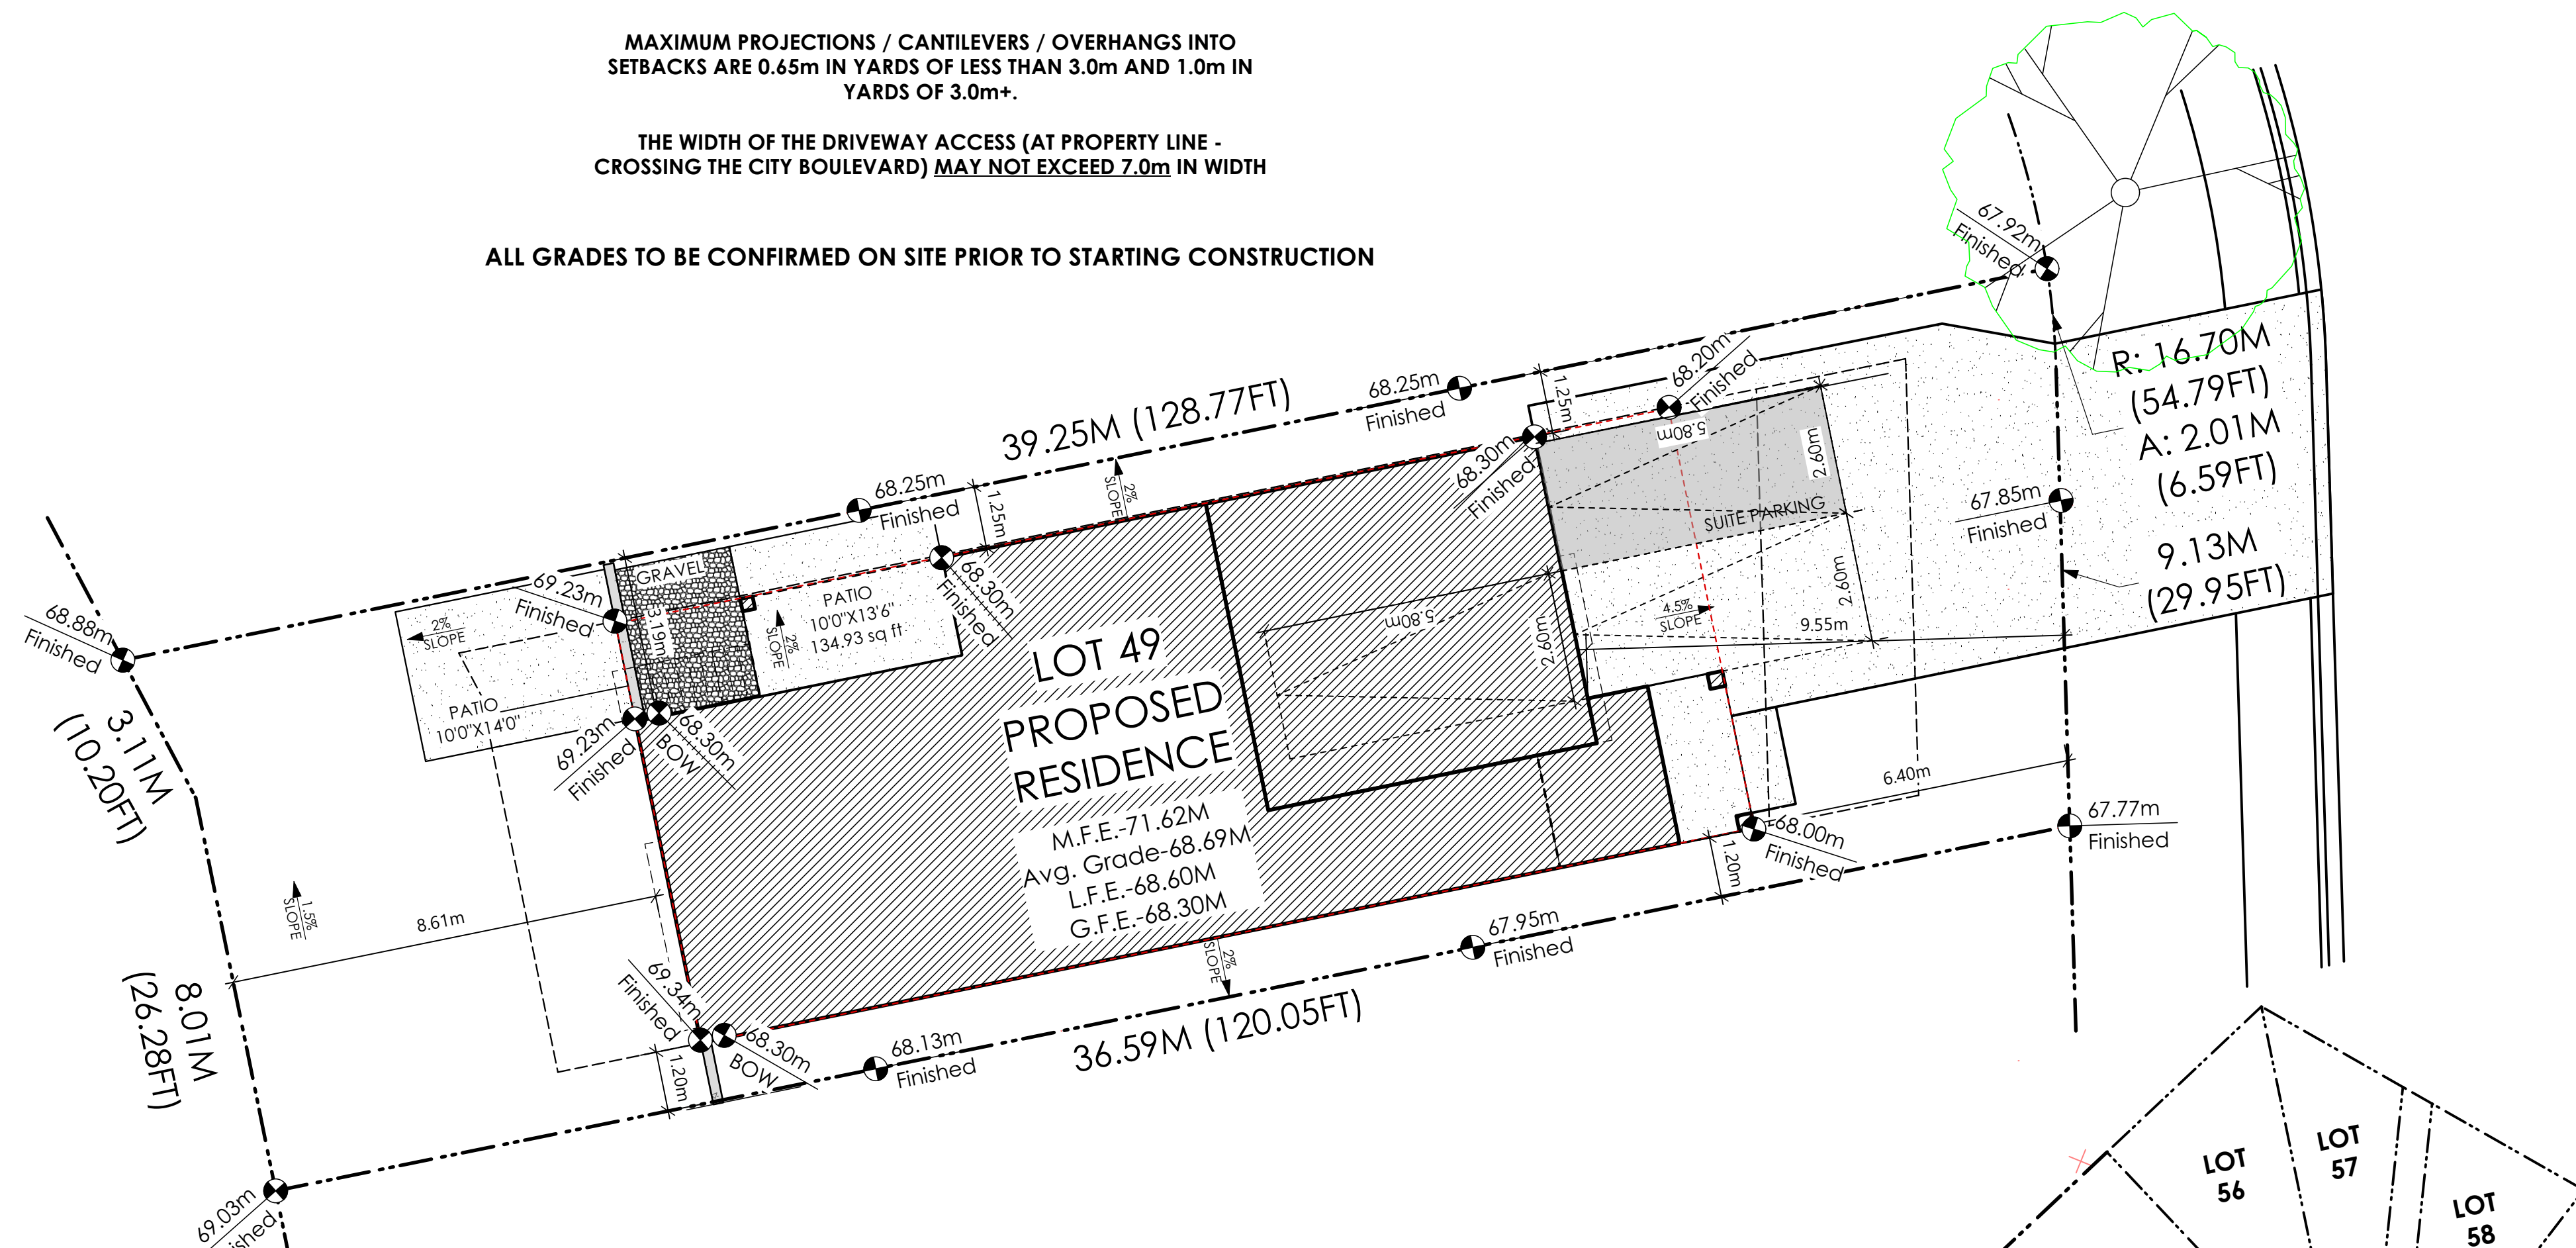 MAXIMUM PROJECTIONS / CANTILEVERS / OVERHANGS INTO
SETBACKS ARE 0.65m IN YARDS OF LESS THAN 3.0m AND 1.0m IN
YARDS OF 3.0m+.
THE WIDTH OF THE DRIVEWAY ACCESS (AT PROPERTY LINE -
CROSSING THE CITY BOULEVARD) MAY NOT EXCEED 7.0m IN WIDTH
ALL GRADES TO BE CONFIRMED ON SITE PRIOR TO STARTING CONSTRUCTION
67.92m
Finished
R: 16.70M
(54.79FT)
A: 2.01M
(6.59FT)
9.13M
(29.95FT)
67.85m
Finished
68.20m
Finished
1.25m
68.25m
Finished
39.25M (128.77FT)
68.25m
Finished
1.25m
2%
SLOPE
68.30m
Finished
5.80m
2.60m
SUITE PARKING
2.60m
4.5%
SLOPE
9.55m
6.40m
67.77m
Finished
68.00m
Finished
1.20m
5.80m
2.60m
GRAVEL
3.19m
69.23m
Finished
PATIO
10'0"X13'6"
134.93 sq ft
2%
SLOPE
68.30m
Finished
2%
SLOPE
PATIO
10'0"X14'0"
68.88m
Finished
3.11M
(10.20FT)
69.23m
Finished
68.30m
BOW
LOT 49
PROPOSED
RESIDENCE
M.F.E.-71.62M
Avg. Grade-68.69M
L.F.E.-68.60M
G.F.E.-68.30M
1.5%
SLOPE
8.61m
8.01M
(26.28FT)
69.34m
Finished
68.30m
BOW
1.20m
68.13m
Finished
2%
SLOPE
67.95m
Finished
36.59M (120.05FT)
69.03m
LOT
56
LOT
57
LOT
58